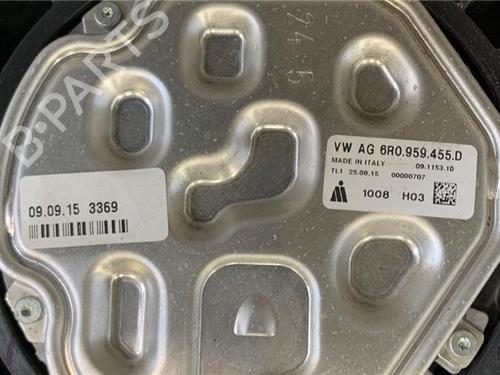 B-PARTS
24-5
VW AG 6R0.959.455.D
MADE IN ITALY
09.1153.10
TL1 25.08.15 00000707
1008 H03
09.09.15 3369